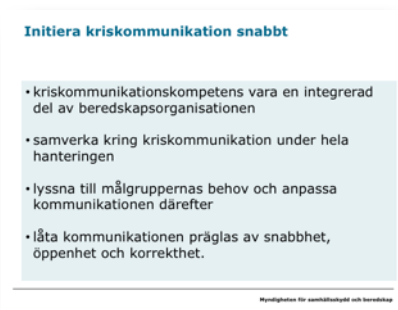 Initiera kriskommunikation snabbt
• kriskommunikationskompetens vara en integrerad
del av beredskapsorganisationen
• samverka kring kriskommunikation under hela
hanteringen
• lyssna till målgruppernas behov och anpassa
kommunikationen därefter
• låta kommunikationen präglas av snabbhet,
öppenhet och korrekthet.
Myndigheten för samhällsskydd och beredskap